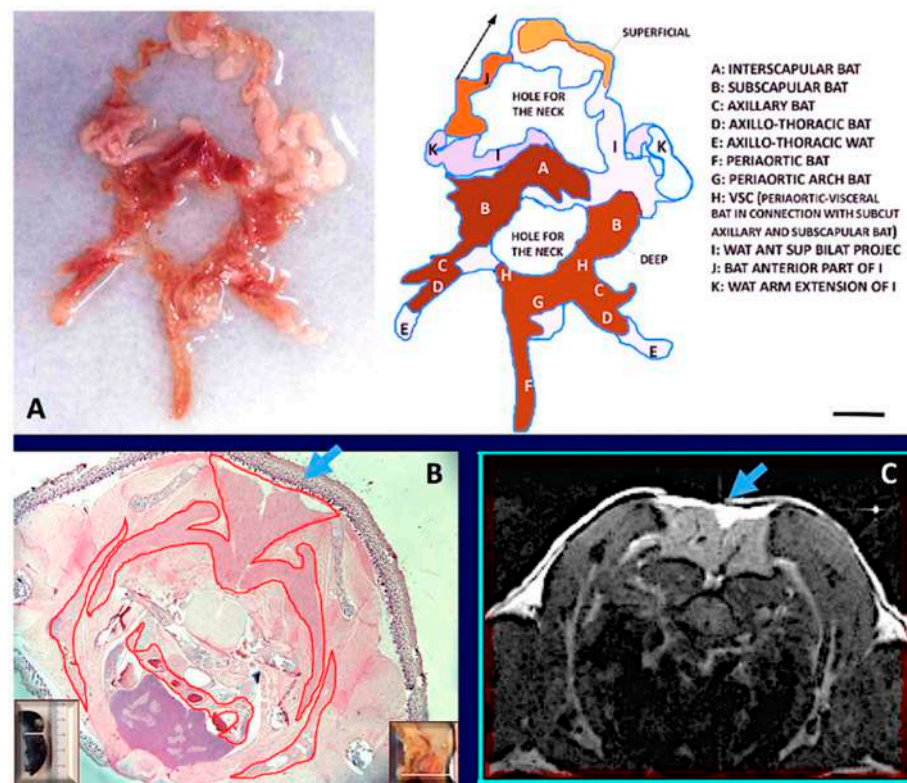 A
SUPERFICIAL
J
HOLE FOR
THE NECK
K
I
I
K
A
B
B
HOLE FOR
THE NECK
DEEP
C
D
H
H
G
C
D
E
E
F
A: INTERSCAPULAR BAT
B: SUBSCAPULAR BAT
C: AXILLARY BAT
D: AXILLO-THORACIC BAT
E: AXILLO-THORACIC WAT
F: PERIAORTIC BAT
G: PERIAORTIC ARCH BAT
H: VSC (PERIAORTIC-VISCERAL
BAT IN CONNECTION WITH SUBCUT
AXILLARY AND SUBSCAPULAR BAT)
I: WAT ANT SUP BILAT PROJEC
J: BAT ANTERIOR PART OF I
K: WAT ARM EXTENSION OF I
B
C